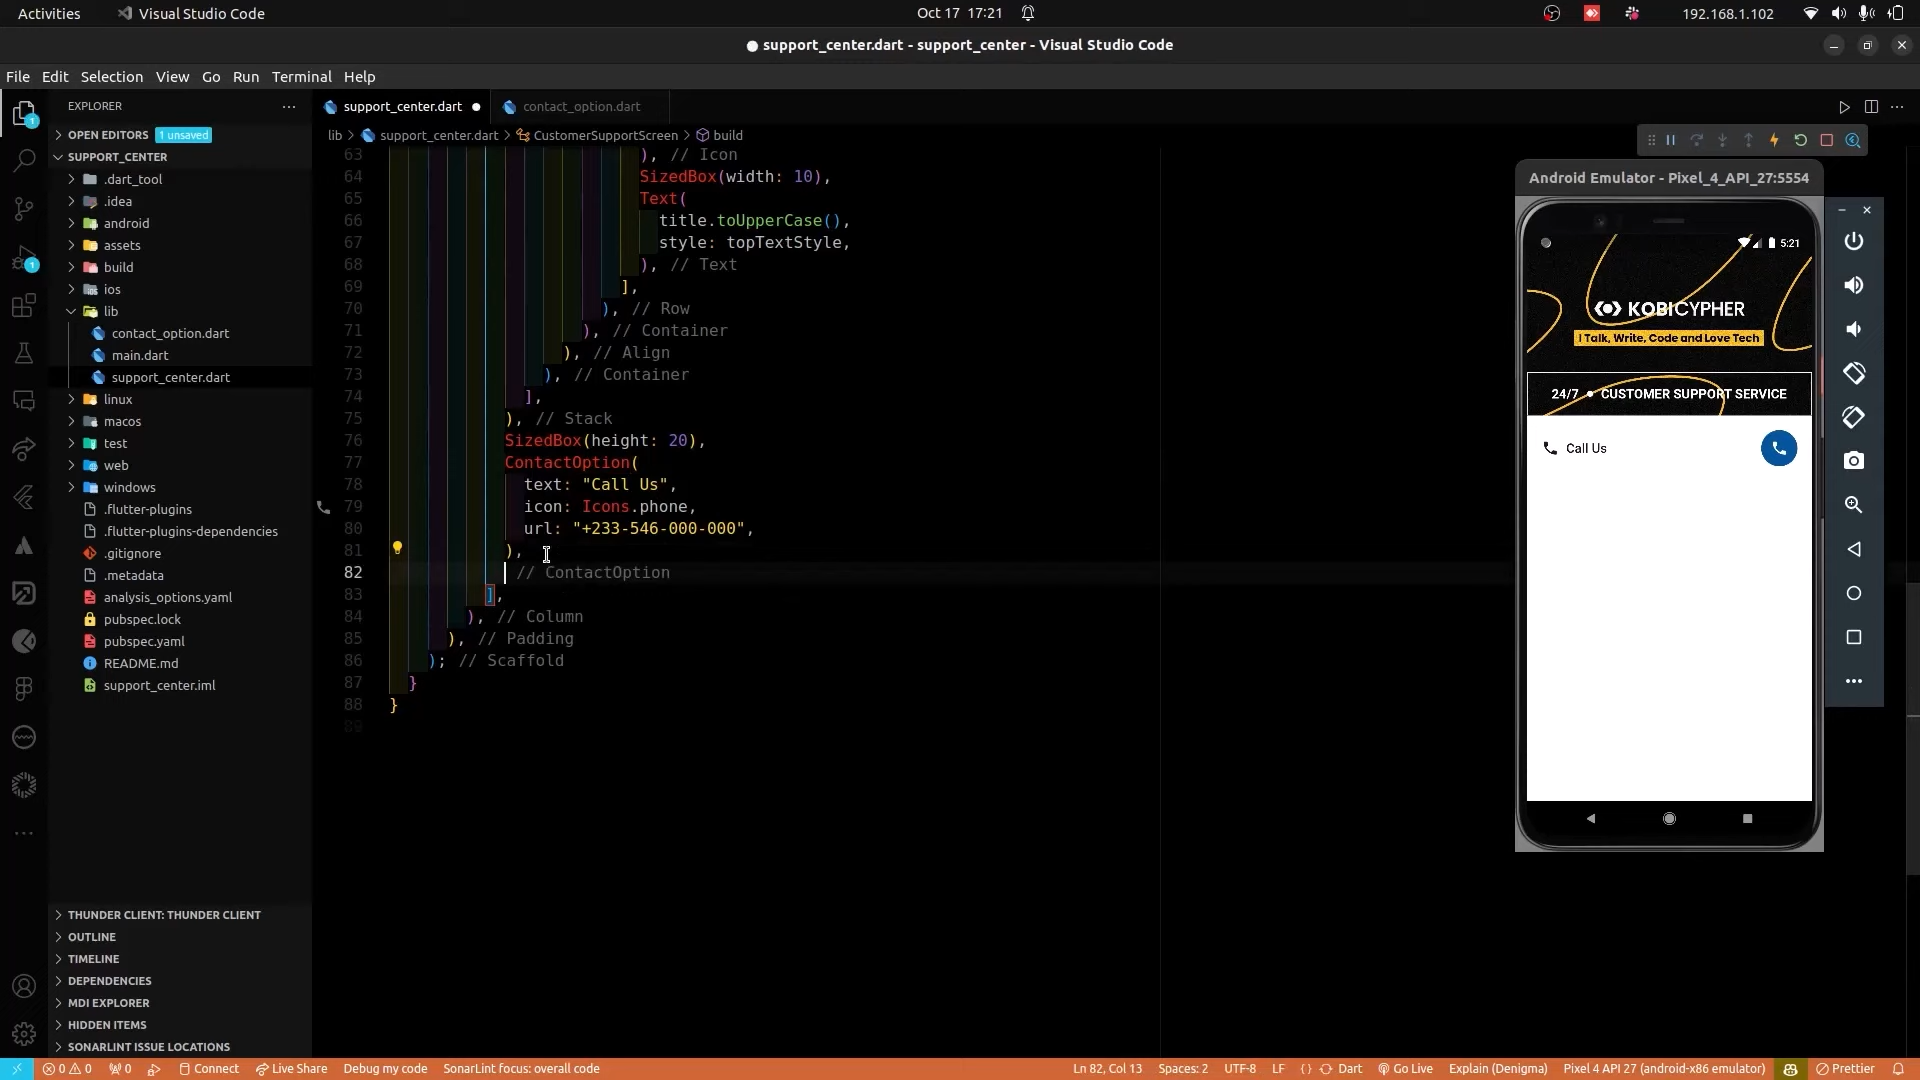 Activities
Visual Studio Code
Oct 17 17:21
192.168.1.102
support_center.dart - support_center - Visual Studio Code
File Edit Selection View Go Run Terminal Help
EXPLORER
support_center.dart
contact_option.dart
lib > support_center.dart > CustomerSupportScreen > build
OPEN EDITORS 1 unsaved
SUPPORT_CENTER
.dart_tool
.idea
android
assets
build
ios
lib
contact_option.dart
main.dart
support_center.dart
linux
macos
test
web
windows
.flutter-plugins
.flutter-plugins-dependencies
.gitignore
.metadata
analysis_options.yaml
pubspec.lock
pubspec.yaml
README.md
support_center.iml
THUNDER CLIENT: THUNDER CLIENT
OUTLINE
TIMELINE
DEPENDENCIES
MDI EXPLORER
HIDDEN ITEMS
SONARLINT ISSUE LOCATIONS
63 ), // Icon
64 SizedBox(width: 10),
65 Text(
66 title.toUpperCase(),
67 style: topTextStyle,
68 ), // Text
69 ],
70 ), // Row
71 ), // Container
72 ), // Align
73 ), // Container
74 ],
75 ), // Stack
76 SizedBox(height: 20),
77 ContactOption(
78 text: "Call Us",
79 icon: Icons.phone,
80 url: "+233-546-000-000",
81 ),
82 // ContactOption
83 ],
84 ), // Column
85 ), // Padding
86 ); // Scaffold
87 }
88 }
89
Android Emulator - Pixel_4_API_27:5554
5:21
KOBICYPHER
I Talk, Write, Code and Love Tech
24/7 CUSTOMER SUPPORT SERVICE
Call Us
0 0 0 Connect Live Share Debug my code SonarLint focus: overall code
Ln 82, Col 13 Spaces: 2 UTF-8 LF {} Dart Go Live Explain (Denigma) Pixel 4 API 27 (android-x86 emulator) Prettier